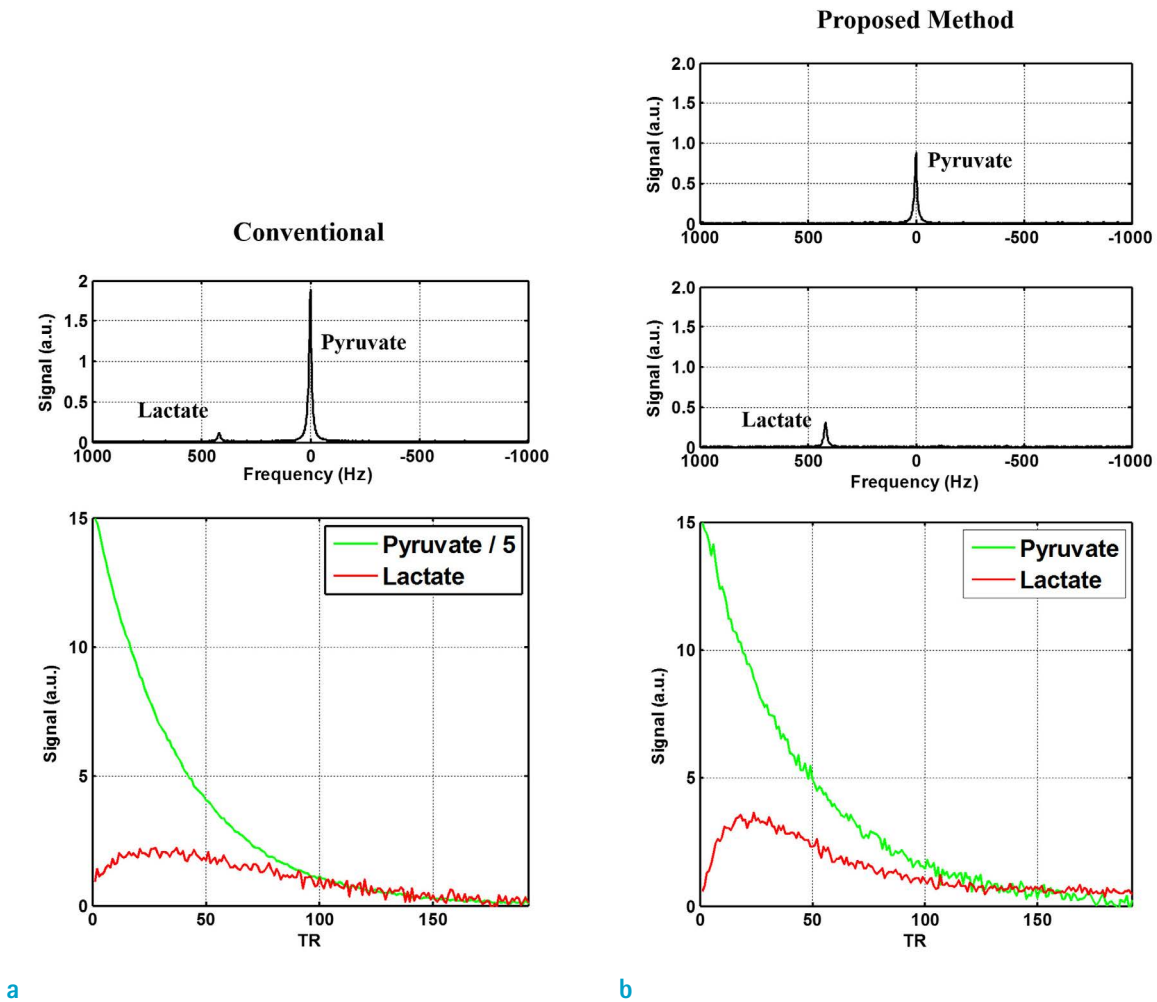 Conventional
2
1.5
1
0.5
0
Signal (a.u.)
Lactate
Pyruvate
1000 500 0 -500 -1000
Frequency (Hz)
15
10
5
0
Signal (a.u.)
Pyruvate / 5
Lactate
0 50 100 150
TR
a
Proposed Method
2.0
1.5
1.0
0.5
0
Signal (a.u.)
Pyruvate
1000 500 0 -500 -1000
2.0
1.5
1.0
0.5
0
Signal (a.u.)
Lactate
1000 500 0 -500 -1000
Frequency (Hz)
15
10
5
0
Signal (a.u.)
Pyruvate
Lactate
0 50 100 150
TR
b